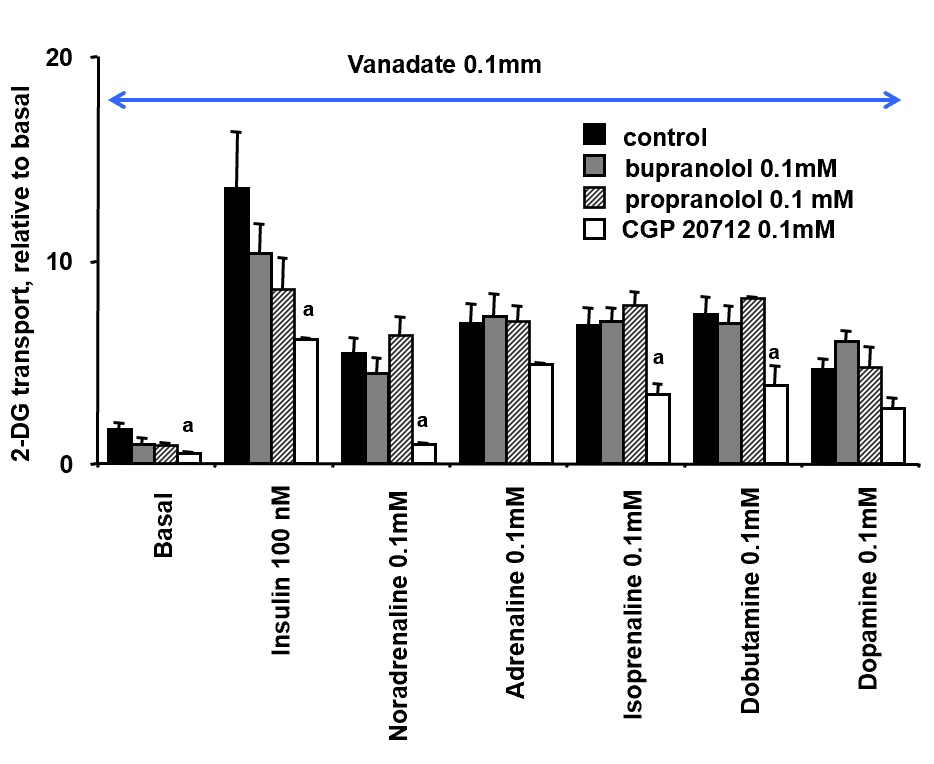 20
Vanadate 0.1mm
control
bupranolol 0.1mM
propranolol 0.1 mM
CGP 20712 0.1mM
2-DG transport, relative to basal
10
a
a
a
a
a
0
Basal
Insulin 100 nM
Noradrenaline 0.1mM
Adrenaline 0.1mM
Isoprenaline 0.1mM
Dobutamine 0.1mM
Dopamine 0.1mM